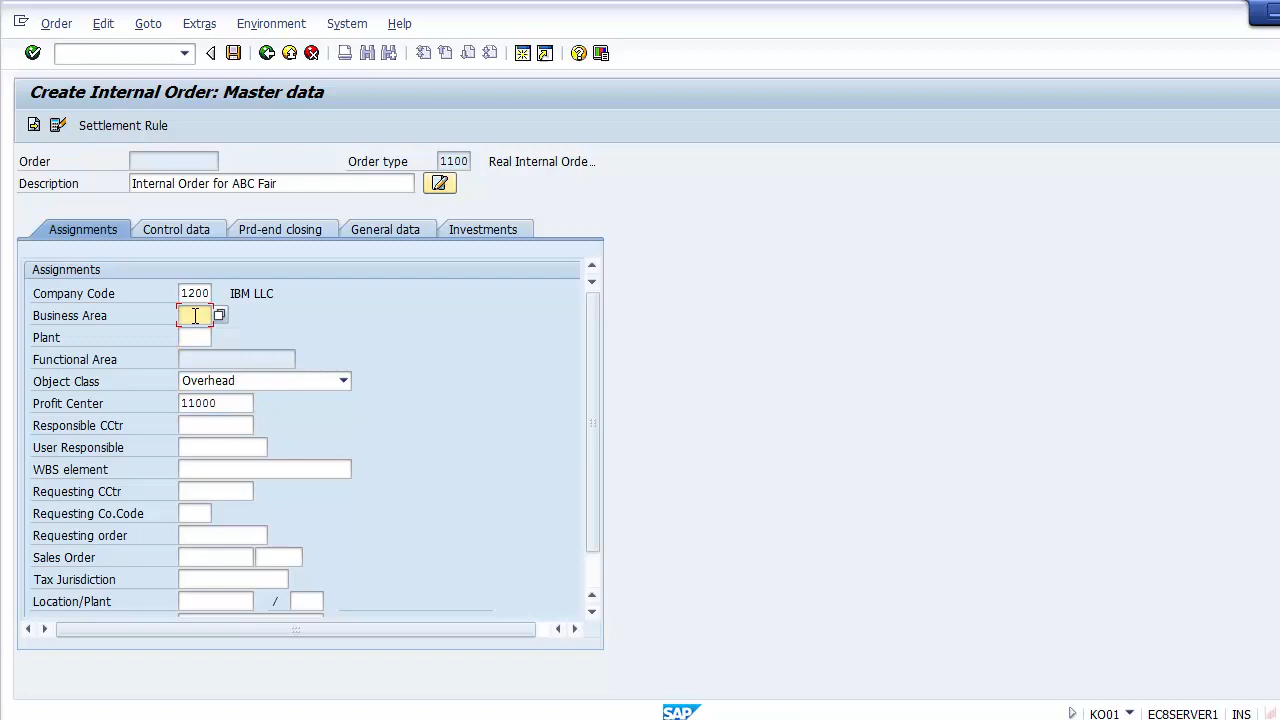 Order Edit Goto Extras Environment System Help
Create Internal Order: Master data
Settlement Rule
Order Order type 1100 Real Internal Orde...
Description Internal Order for ABC Fair
Assignments Control data Prd-end closing General data Investments
Assignments
Company Code 1200 IBM LLC
Business Area
Plant
Functional Area
Object Class Overhead
Profit Center 11000
Responsible CCtr
User Responsible
WBS element
Requesting CCtr
Requesting Co.Code
Requesting order
Sales Order
Tax Jurisdiction
Location/Plant /
SAP KO01 EC8SERVER1 INS